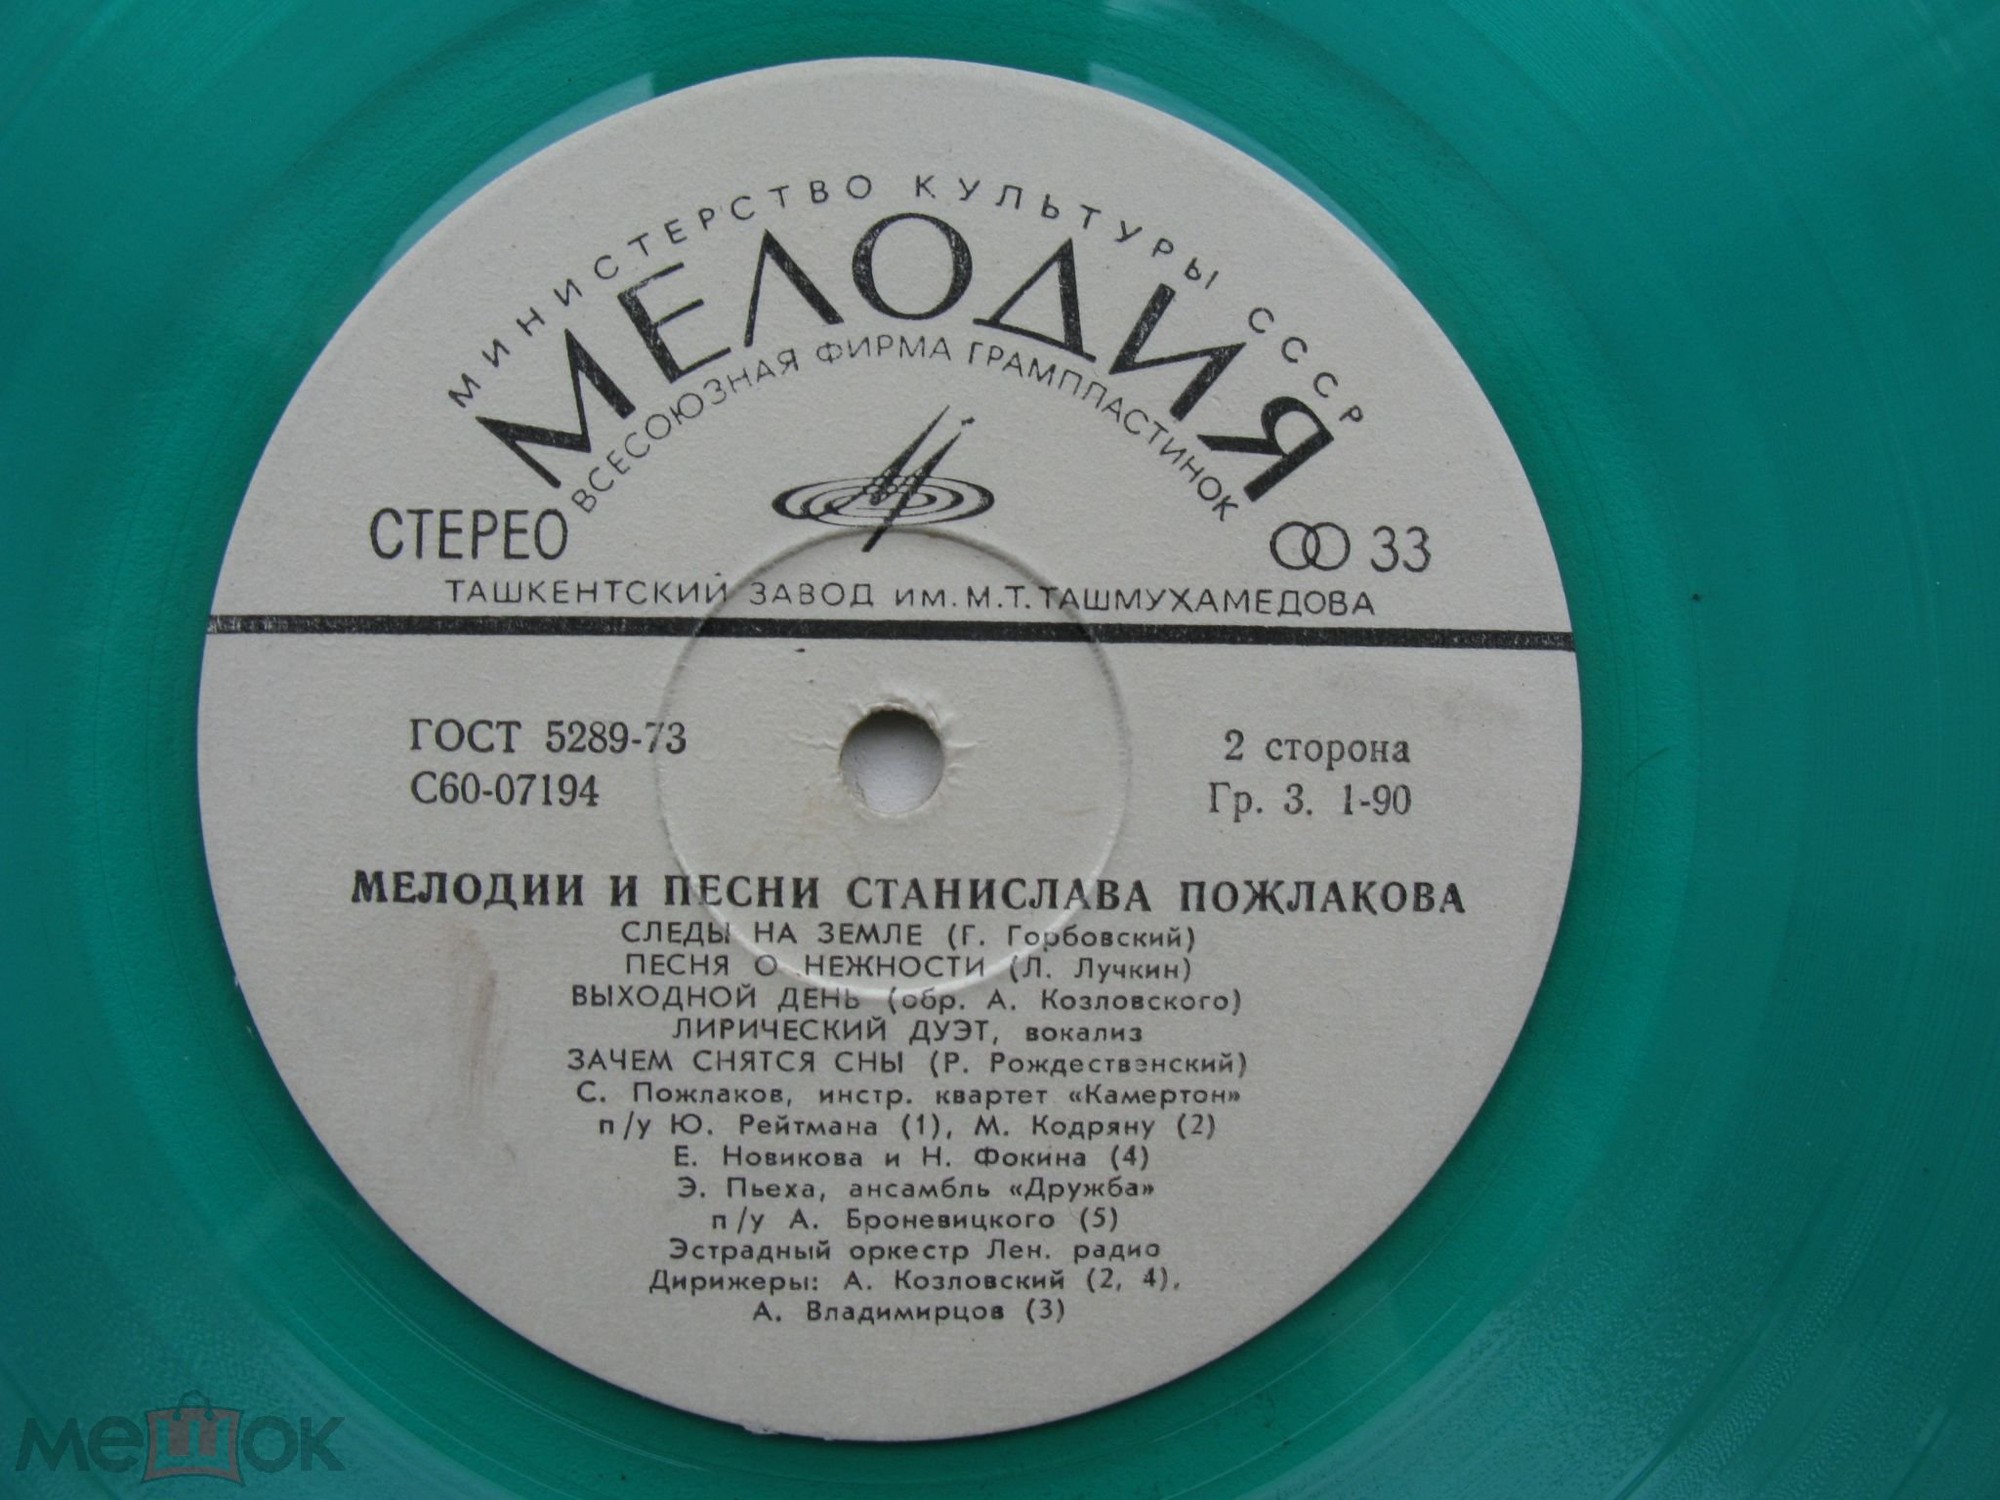 МИНИСТЕРСТВО КУЛЬТУРЫ СССР
МЕЛОДИЯ
ВСЕСОЮЗНАЯ ФИРМА ГРАМПЛАСТИНОК
СТЕРЕО
33
ТАШКЕНТСКИЙ ЗАВОД ИМ. М.Т. ТАШМУХАМЕДОВА
ГОСТ 5289-73
С60-07194
2 сторона
Гр. 3. 1-90
МЕЛОДИИ И ПЕСНИ СТАНИСЛАВА ПОЖЛАКОВА
СЛЕДЫ НА ЗЕМЛЕ (Г. Горбовский)
ПЕСНЯ О НЕЖНОСТИ (Л. Лучкин)
ВЫХОДНОЙ ДЕНЬ (обр. А. Козловского)
ЛИРИЧЕСКИЙ ДУЭТ, вокализ
ЗАЧЕМ СНЯТСЯ СНЫ (Р. Рождественский)
С. Пожлаков, инстр. квартет «Камертон»
п/у Ю. Рейтмана (1), М. Кодряну (2)
Е. Новикова и Н. Фокина (4)
Э. Пьеха, ансамбль «Дружба»
п/у А. Броневицкого (5)
Эстрадный оркестр Лен. радио
Дирижеры: А. Козловский (2, 4),
А. Владимирцов (3)
мешок